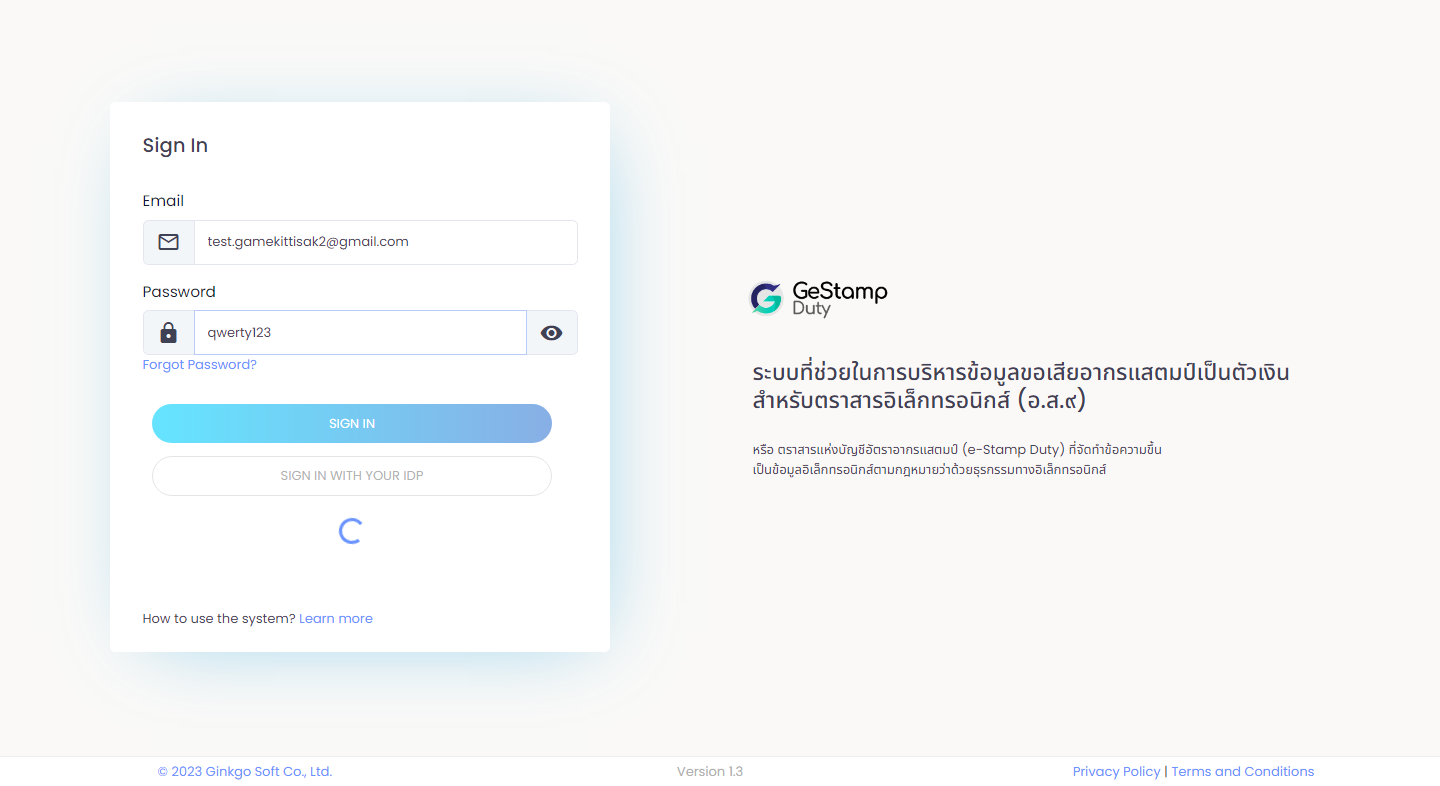 Sign In
Email
test.gamekittisak2@gmail.com
Password
qwerty123
Forgot Password?
SIGN IN
SIGN IN WITH YOUR IDP
How to use the system? Learn more
GeStamp
Duty
ระบบที่ช่วยในการบริหารข้อมูลขอเสียอากรแสตมป์เป็นตัวเงิน
สำหรับตราสารอิเล็กทรอนิกส์ (อ.ส.๙)
หรือ ตราสารแห่งบัญชีอัตราอากรแสตมป์ (e-Stamp Duty) ที่จัดทำข้อความขึ้น
เป็นข้อมูลอิเล็กทรอนิกส์ตามกฎหมายว่าด้วยธุรกรรมทางอิเล็กทรอนิกส์
© 2023 Ginkgo Soft Co., Ltd.
Version 1.3
Privacy Policy | Terms and Conditions